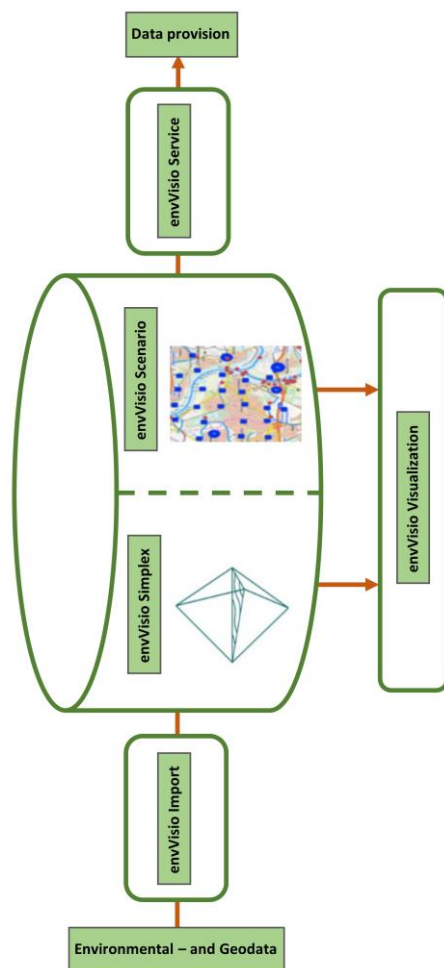 Data provision
envVisio Service
envVisio Scenario
envVisio Simplex
envVisio Visualization
envVisio Import
Environmental – and Geodata